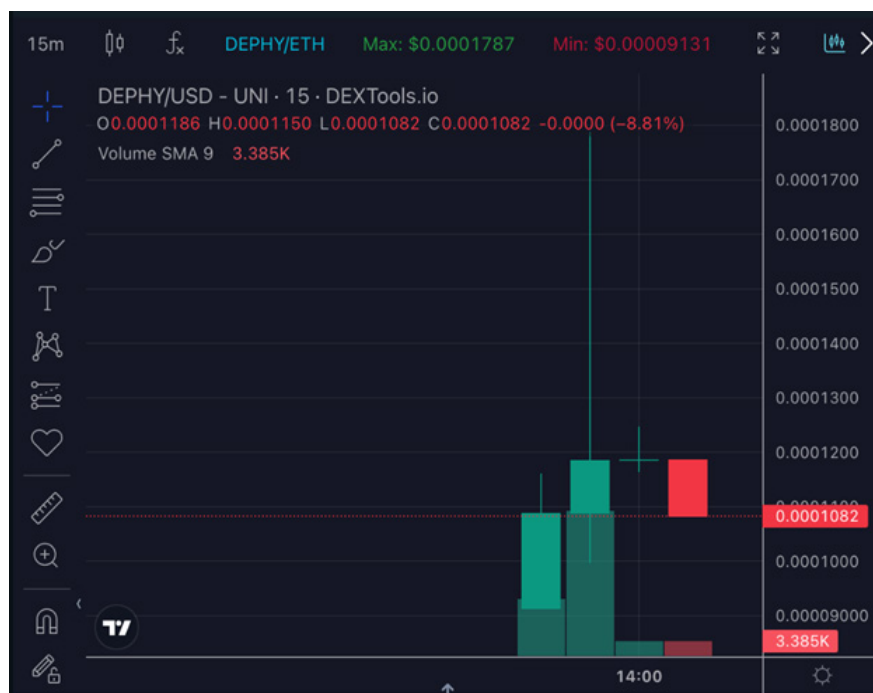 15m DEPHY/ETH Max: $0.0001787 Min: $0.00009131
DEPHY/USD - UNI · 15 · DEXTools.io
O0.0001186 H0.0001150 L0.0001082 C0.0001082 -0.0000 (−8.81%)
Volume SMA 9 3.385K
0.0001800
0.0001700
0.0001600
0.0001500
0.0001400
0.0001300
0.0001200
0.0001082
0.0001000
0.00009000
3.385K
14:00